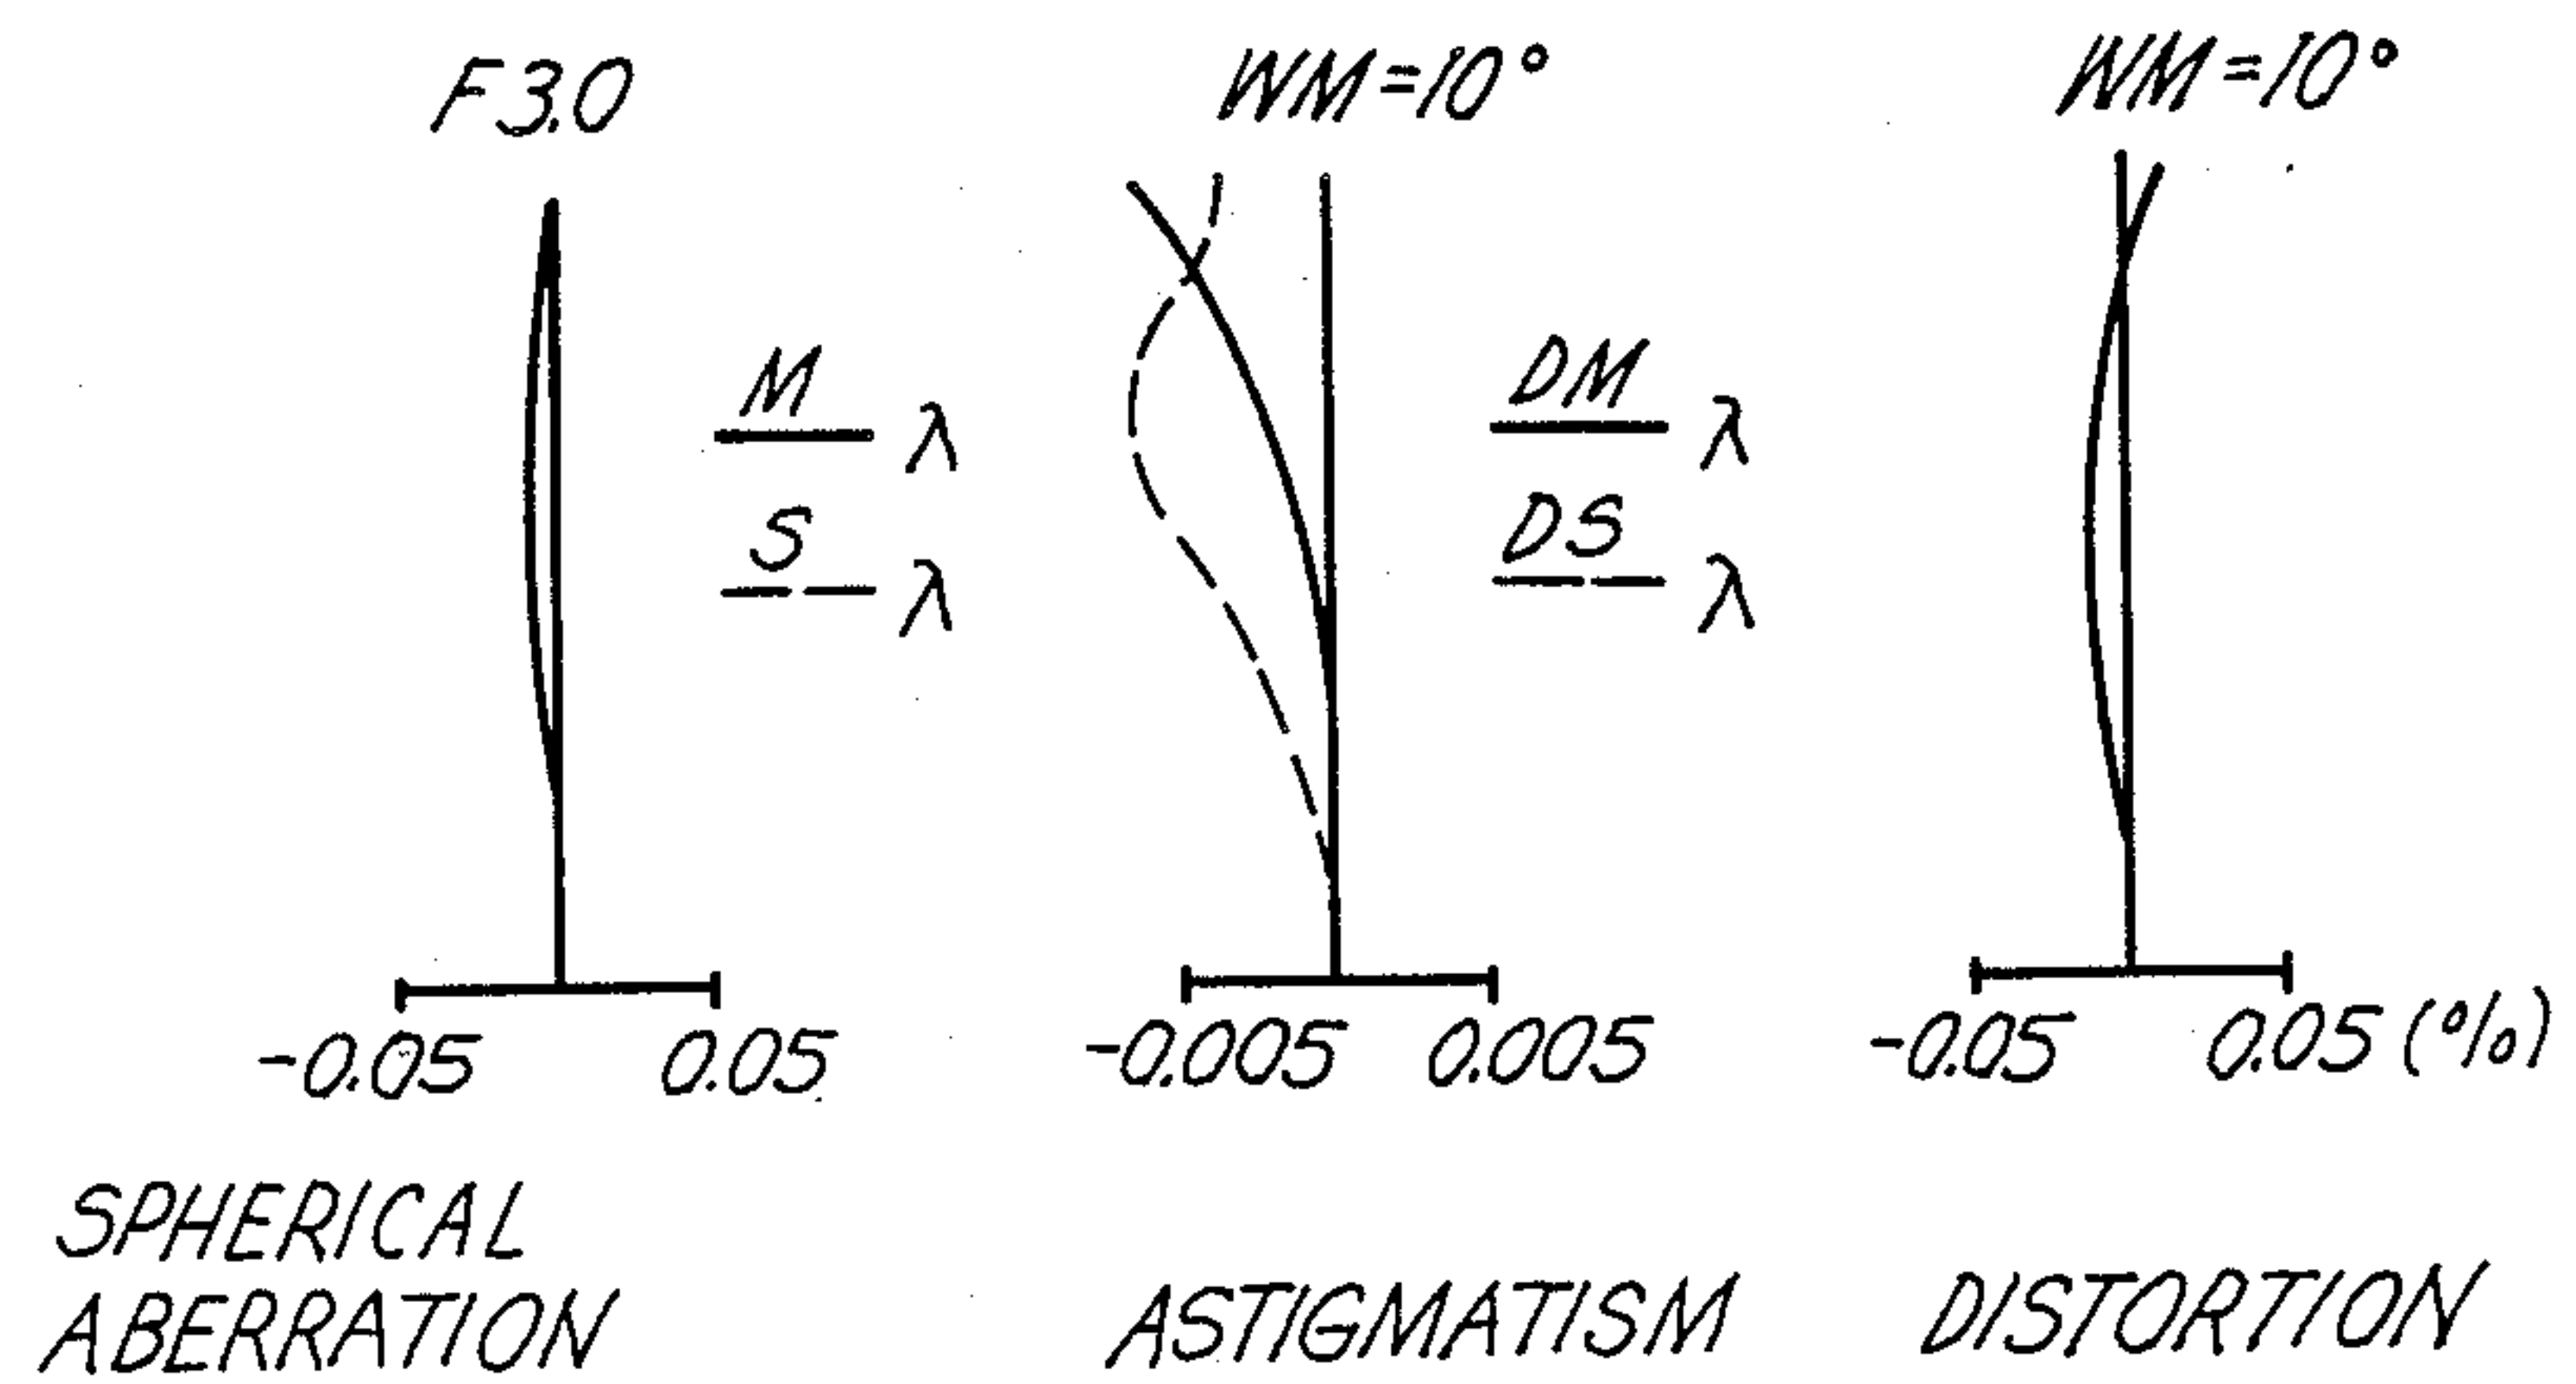 F3.0
M λ
S λ
-0.05 0.05
SPHERICAL
ABERRATION
WM=10°
DM λ
DS λ
-0.005 0.005
ASTIGMATISM
WM=10°
-0.05 0.05 (%)
DISTORTION